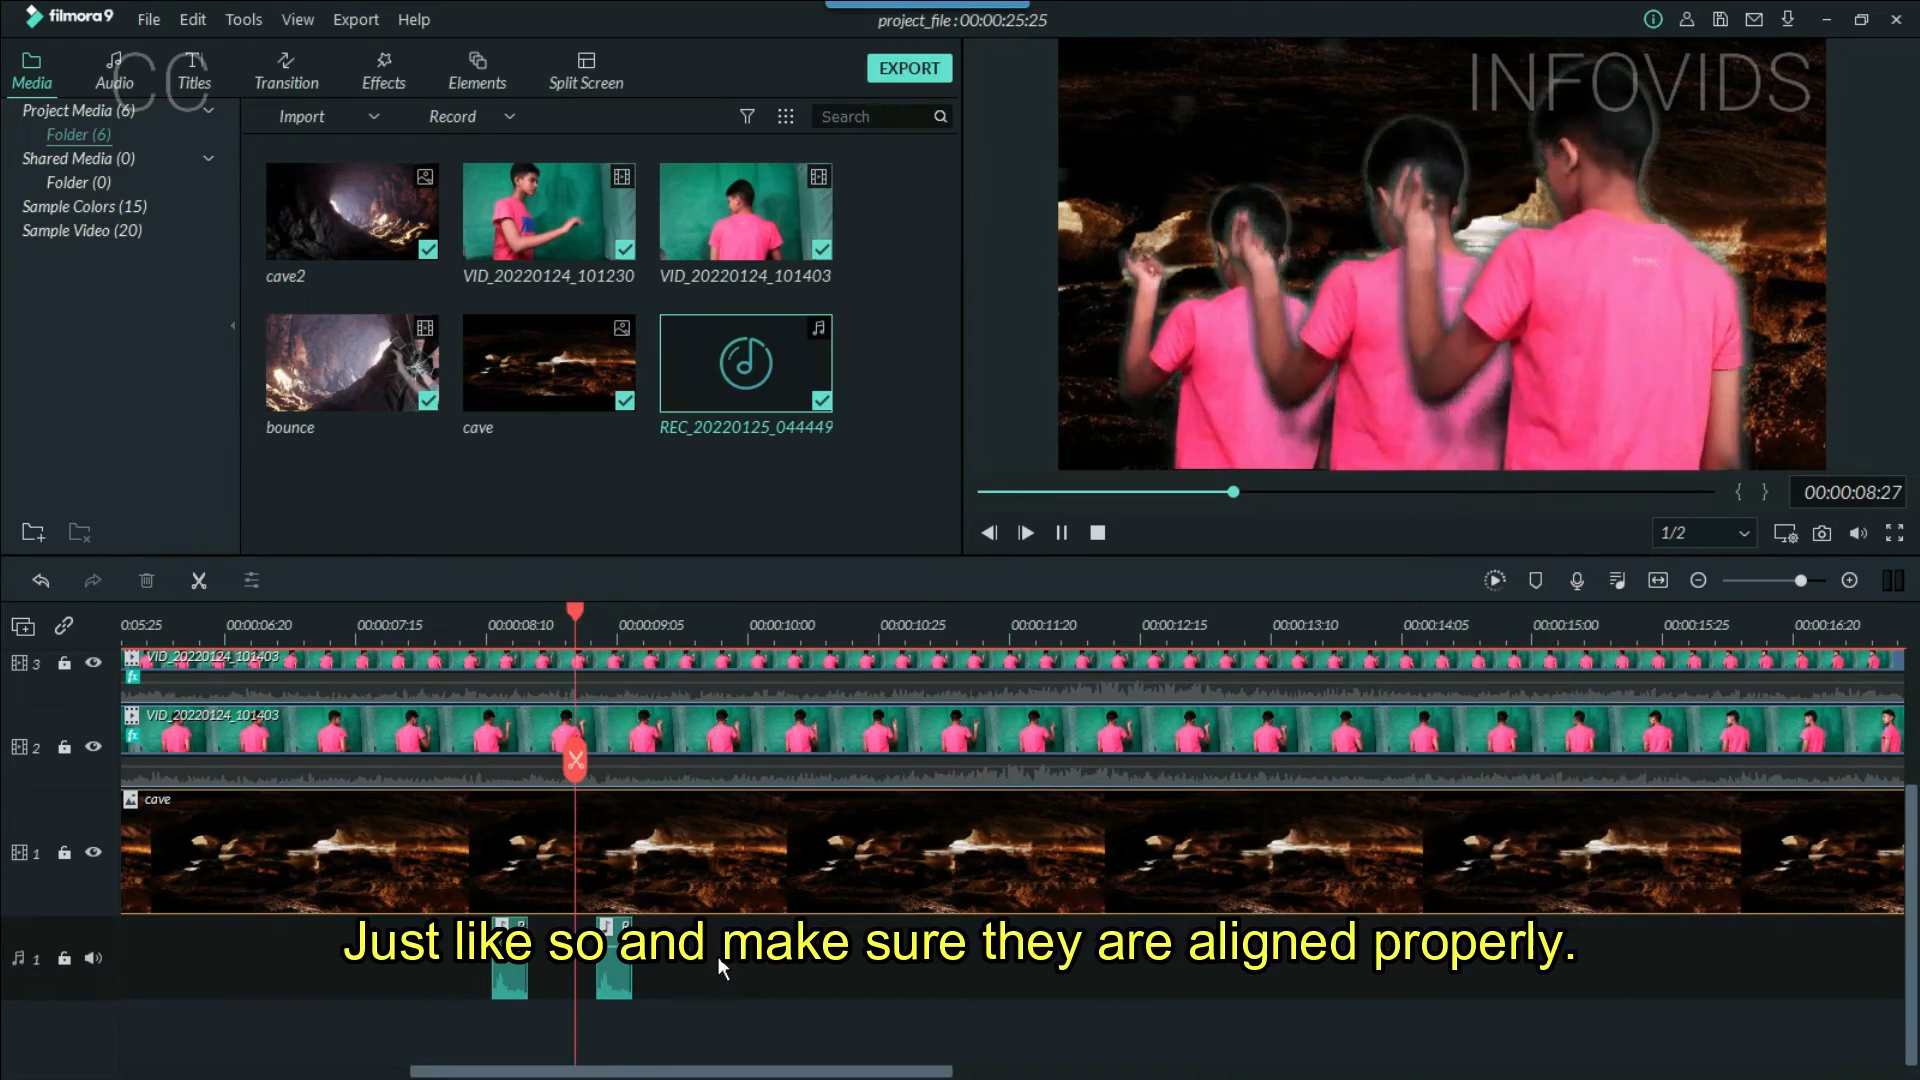 filmora9
File Edit Tools View Export Help
project_file : 00:00:25:25
Media Audio Titles Transition Effects Elements Split Screen
EXPORT
CC
INFOVIDS
Project Media (6)
Folder (6)
Shared Media (0)
Folder (0)
Sample Colors (15)
Sample Video (20)
Import Record Search
cave2 VID_20220124_101230 VID_20220124_101403
bounce cave REC_20220125_044449
{ } 00:00:08:27
1/2
0:05:25 00:00:06:20 00:00:07:15 00:00:08:10 00:00:09:05 00:00:10:00 00:00:10:25 00:00:11:20 00:00:12:15 00:00:13:10 00:00:14:05 00:00:15:00 00:00:15:25 00:00:16:20
3 VID_20220124_101403
fx
VID_20220124_101403
fx
2
cave
1
Just like so and make sure they are aligned properly.
1